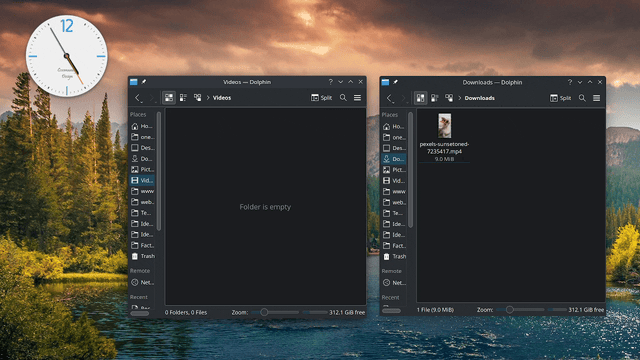 12
Videos — Dolphin
Split
Videos
Places
Ho...
one...
Des...
Do...
Pict...
Vid...
www
web...
Te...
Ide...
Ide...
Fact...
Trash
Remote
Net...
Recent
Folder is empty
0 Folders, 0 Files
Zoom:
312.1 GiB free
Downloads — Dolphin
Split
Downloads
Places
Ho...
one...
Des...
Do...
Pict...
Vid...
www
web...
Te...
Ide...
Ide...
Fact...
Trash
Remote
Net...
Recent
pexels-sunsetoned-
7235417.mp4
9.0 MiB
1 File (9.0 MiB)
Zoom:
312.1 GiB free